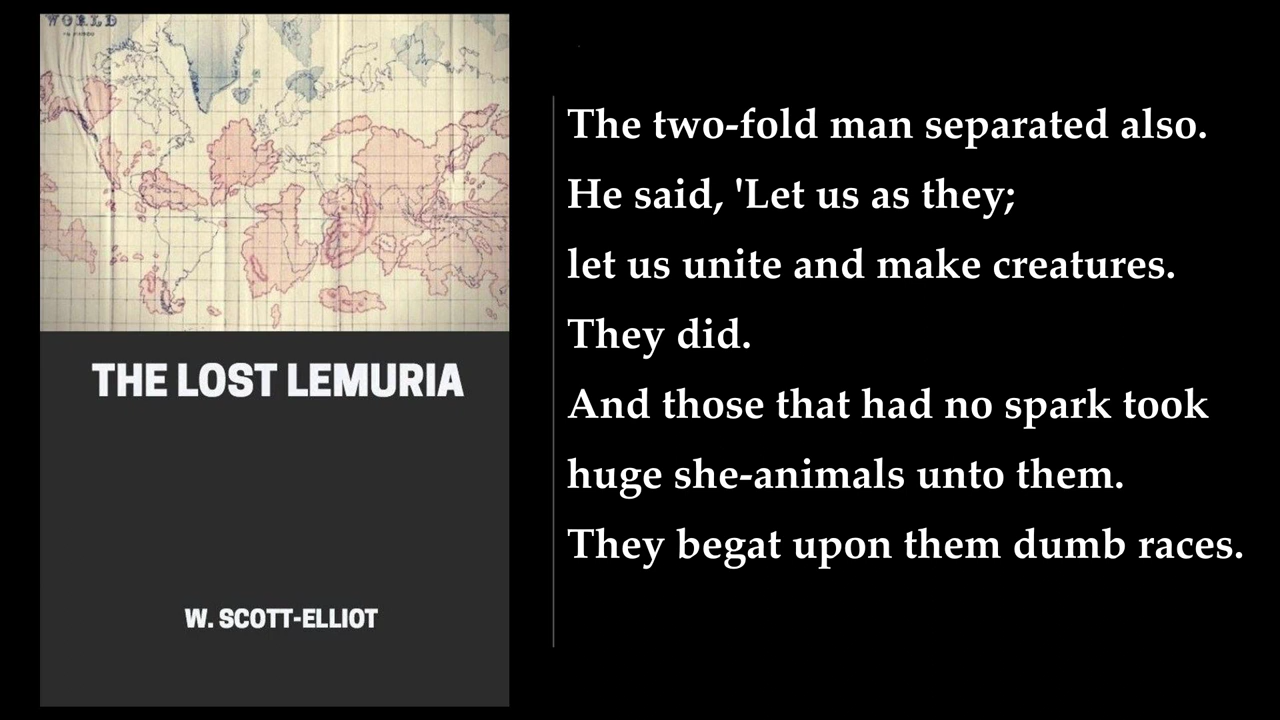 WORLD
THE LOST LEMURIA
W. SCOTT-ELLIOT
The two-fold man separated also.
He said, 'Let us as they;
let us unite and make creatures.
They did.
And those that had no spark took
huge she-animals unto them.
They begat upon them dumb races.